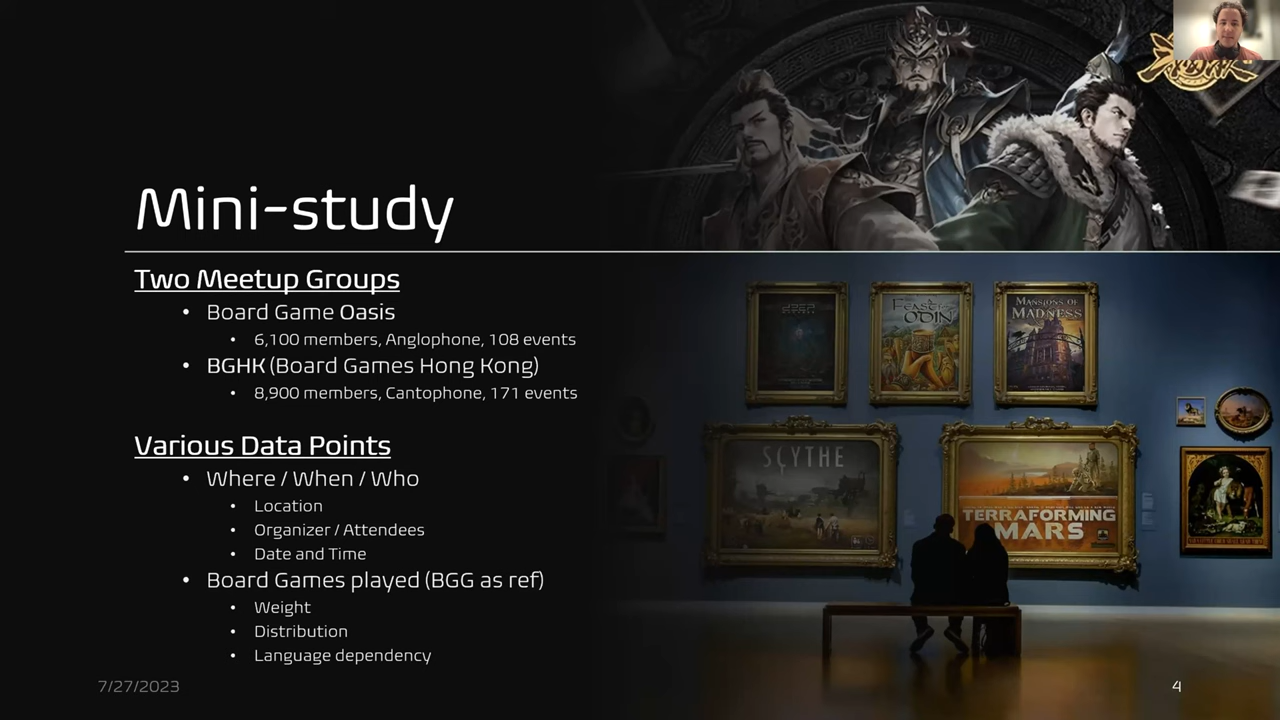 Mini-study
Two Meetup Groups
• Board Game Oasis
• 6,100 members, Anglophone, 108 events
• BGHK (Board Games Hong Kong)
• 8,900 members, Cantophone, 171 events
Various Data Points
• Where / When / Who
• Location
• Organizer / Attendees
• Date and Time
• Board Games played (BGG as ref)
• Weight
• Distribution
• Language dependency
7/27/2023
4
FEAST
ODIN
MANSIONS OF
MADNESS
SCYTHE
TERRAFORMING
MARS